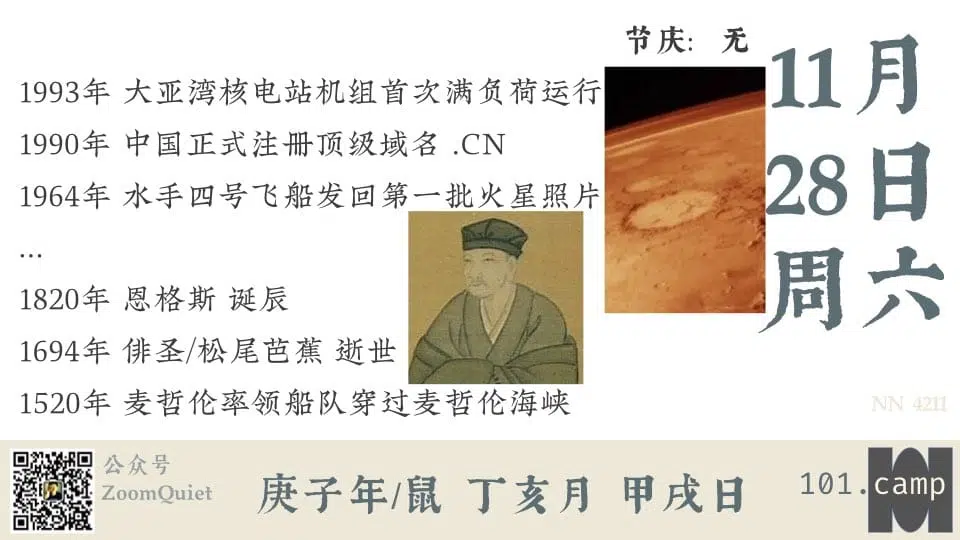 节庆: 无
11月
28日
周六
1993年 大亚湾核电站机组首次满负荷运行
1990年 中国正式注册顶级域名 .CN
1964年 水手四号飞船发回第一批火星照片
...
1820年 恩格斯 诞辰
1694年 俳圣/松尾芭蕉 逝世
1520年 麦哲伦率领船队穿过麦哲伦海峡
NN 4211
公众号
ZoomQuiet
庚子年/鼠 丁亥月 甲戌日
101.camp